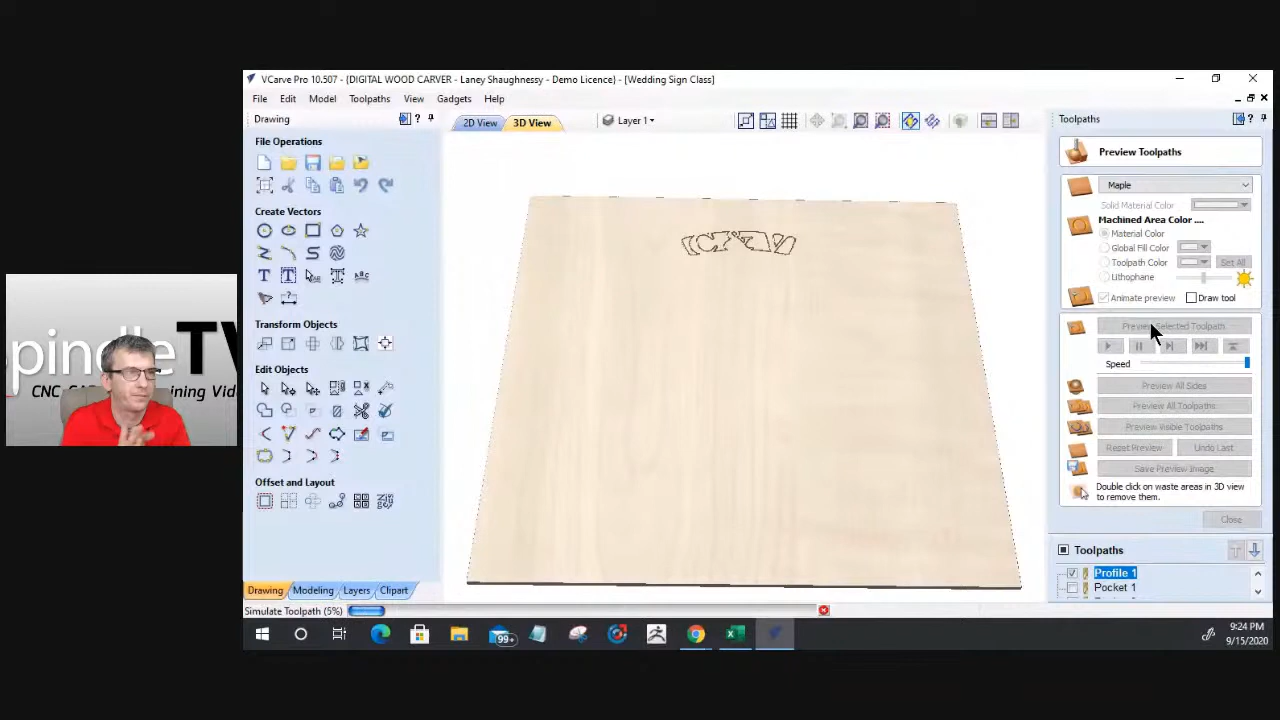 VCarve Pro 10.507 - {DIGITAL WOOD CARVER - Laney Shaughnessy - Demo Licence} - [Wedding Sign Class]
File Edit Model Toolpaths View Gadgets Help
Drawing
2D View
3D View
Layer 1
Toolpaths
File Operations
Create Vectors
Transform Objects
Edit Objects
Offset and Layout
Drawing Modeling Layers Clipart
Simulate Toolpath (5%)
Preview Toolpaths
Maple
Solid Material Color
Machined Area Color ....
Material Color
Global Fill Color
Toolpath Color
Set All
Lithophane
Animate preview
Draw tool
Preview Selected Toolpath
Speed
Preview All Sides
Preview All Toolpaths
Preview Visible Toolpaths
Reset Preview
Undo Last
Save Preview Image
Double click on waste areas in 3D view
to remove them.
Close
Toolpaths
Profile 1
Pocket 1
99+
9:24 PM
9/15/2020